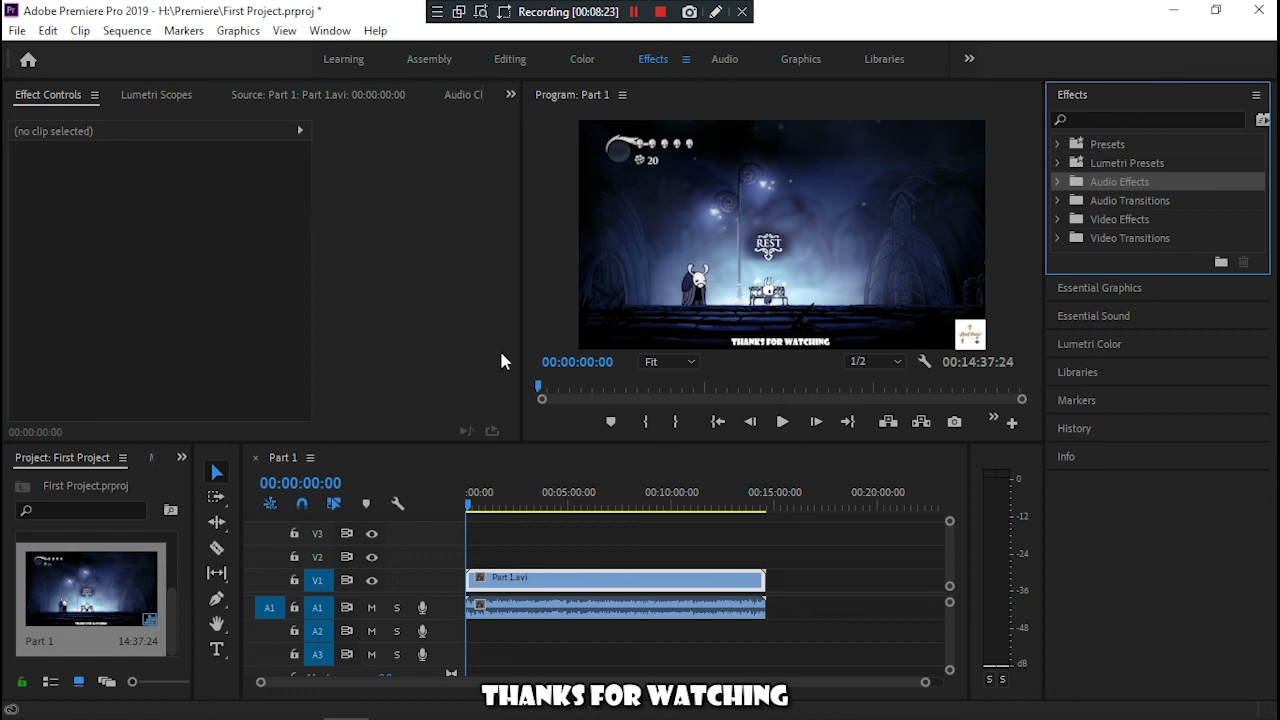 Adobe Premiere Pro 2019 - H:\Premiere\First Project.prproj *
Recording [00:08:23]
File Edit Clip Sequence Markers Graphics View Window Help
Learning Assembly Editing Color Effects Audio Graphics Libraries
Effect Controls Lumetri Scopes Source: Part 1: Part 1.avi: 00:00:00:00 Audio Cl
Program: Part 1
Effects
(no clip selected)
20
REST
THANKS FOR WATCHING
Presets
Lumetri Presets
Audio Effects
Audio Transitions
Video Effects
Video Transitions
Essential Graphics
Essential Sound
Lumetri Color
Libraries
Markers
History
Info
00:00:00:00 Fit 1/2 00:14:37:24
00:00:00:00
Project: First Project
First Project.prproj
Part 1 14:37:24
Part 1
00:00:00:00
:00:00 00:05:00:00 00:10:00:00 00:15:00:00 00:20:00:00
V3
V2
V1
Part 1.avi
A1 A1 M S
A2 M S
A3 M S
0
-12
-24
-36
-48
dB
S S
THANKS FOR WATCHING